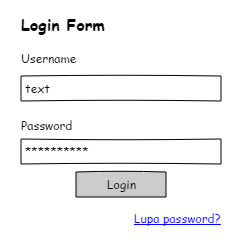 Login Form
Username
text
Password
**********
Login
Lupa password?